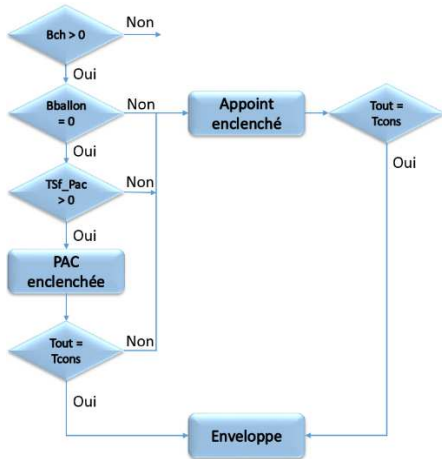 Bch > 0
Non
Oui
Bballon
= 0
Non
Appoint
enclenché
Tout =
Tcons
Oui
Oui
TSf_Pac
> 0
Non
Oui
PAC
enclenchée
Tout =
Tcons
Non
Oui
Enveloppe